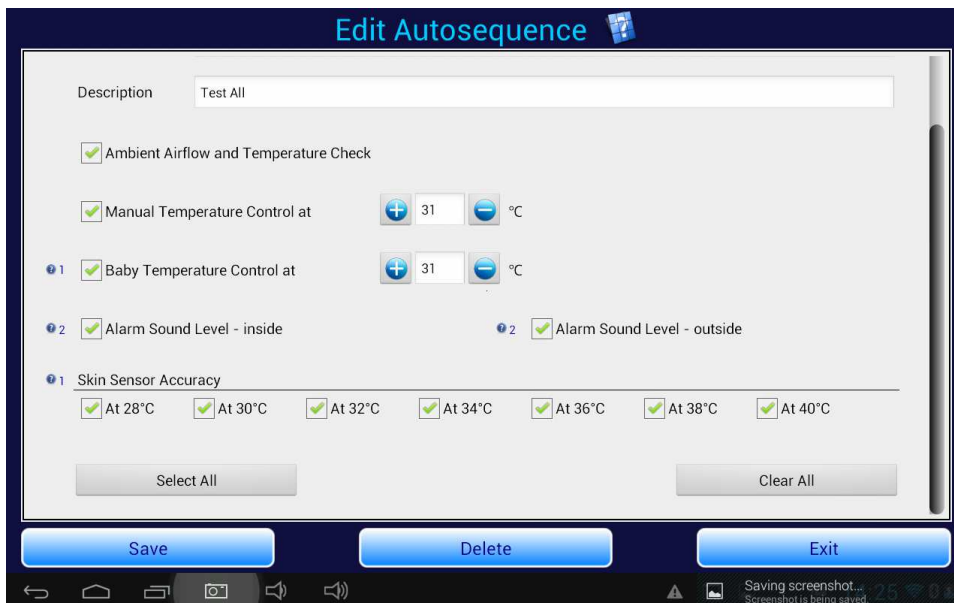 Edit Autosequence
Description Test All
Ambient Airflow and Temperature Check
Manual Temperature Control at 31 °C
1 Baby Temperature Control at 31 °C
2 Alarm Sound Level - inside 2 Alarm Sound Level - outside
1 Skin Sensor Accuracy
At 28°C At 30°C At 32°C At 34°C At 36°C At 38°C At 40°C
Select All Clear All
Save Delete Exit
Saving screenshot...
Screenshot is being saved.